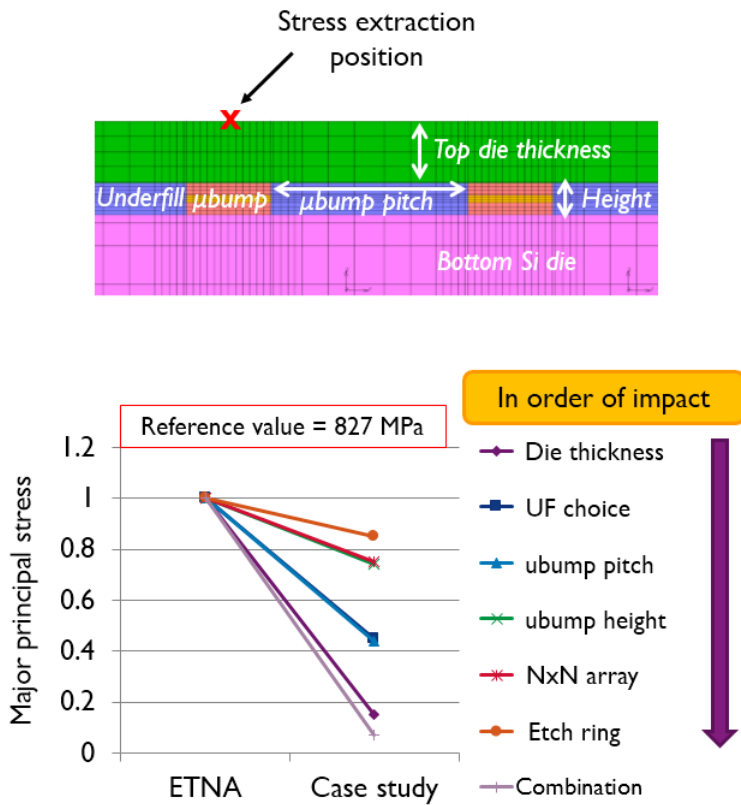 Stress extraction
position
x
Top die thickness
Underfill μbump μbump pitch Height
Bottom Si die
In order of impact
Reference value = 827 MPa
Major principal stress
1.2
1
0.8
0.6
0.4
0.2
0
ETNA Case study
Die thickness
UF choice
ubump pitch
ubump height
NxN array
Etch ring
Combination